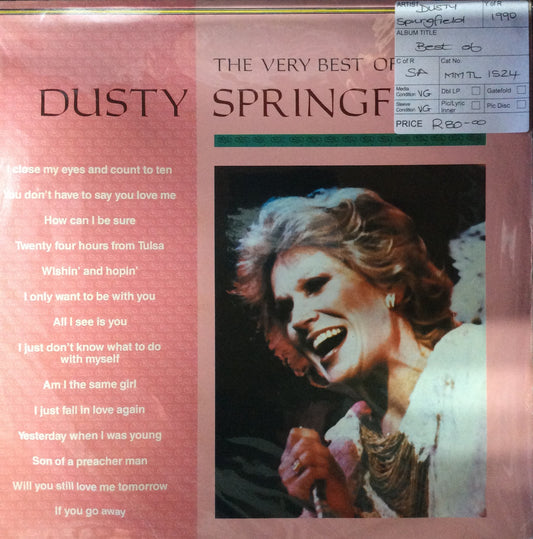 ARTIST DUSTY
Springfield
Y of R
1990
ALBUM TITLE
Best of
C of R
SA
Cat No
MMTL 1524
Media
Condition VG
Dbl LP
Gatefold
Sleeve
Condition VG
Pic/Lyric
Inner
Pic Disc
PRICE R80-00
THE VERY BEST OF
DUSTY SPRINGF
I close my eyes and count to ten
You don't have to say you love me
How can I be sure
Twenty four hours from Tulsa
Wishin' and hopin'
I only want to be with you
All I see is you
I just don't know what to do
with myself
Am I the same girl
I just fall in love again
Yesterday when I was young
Son of a preacher man
Will you still love me tomorrow
If you go away